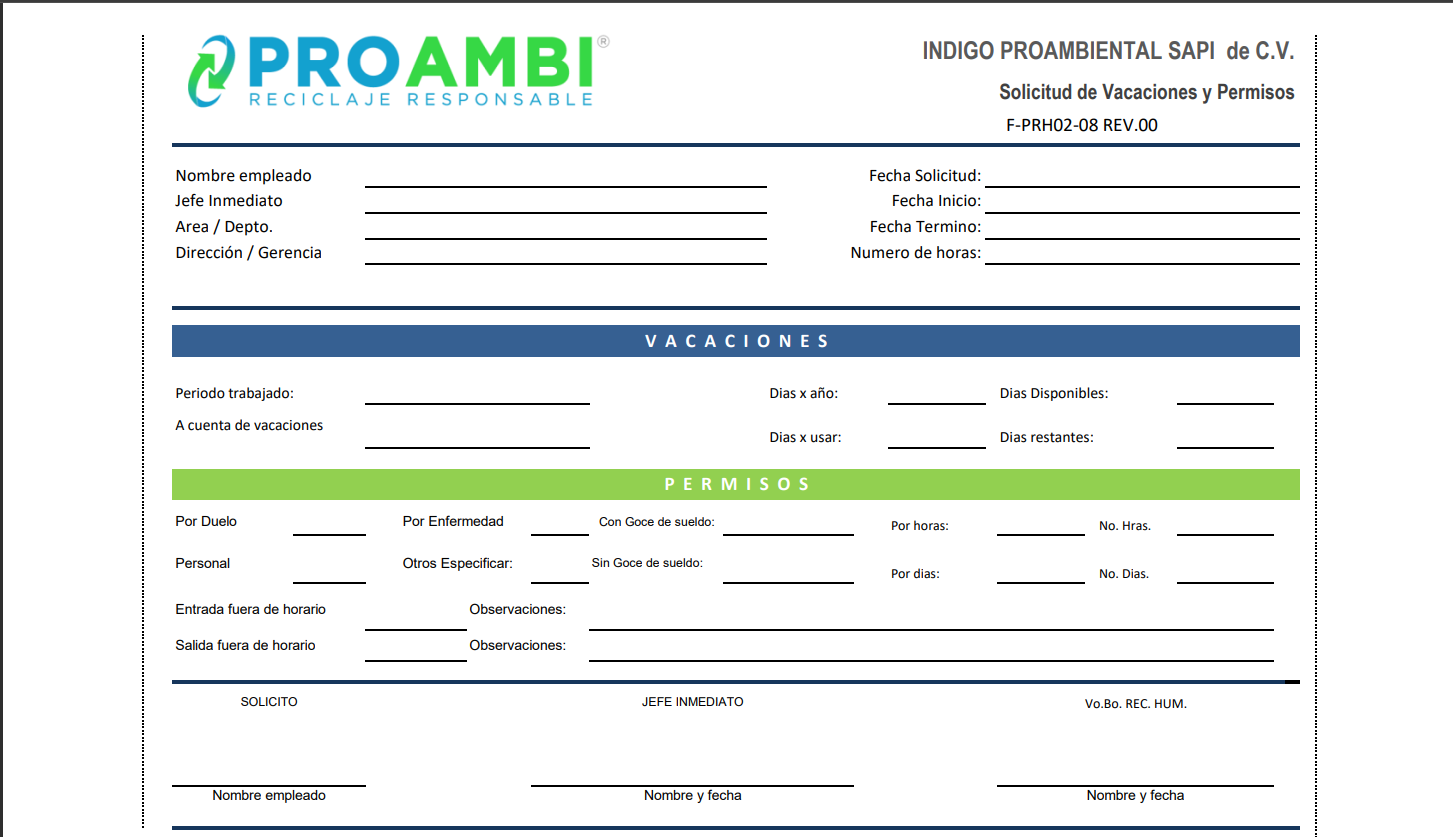 PROAMBI®
RECICLAJE RESPONSABLE
INDIGO PROAMBIENTAL SAPI de C.V.
Solicitud de Vacaciones y Permisos
F-PRH02-08 REV.00
Nombre empleado Fecha Solicitud:
Jefe Inmediato Fecha Inicio:
Area / Depto. Fecha Termino:
Dirección / Gerencia Numero de horas:
VACACIONES
Periodo trabajado: Dias x año: Dias Disponibles:
A cuenta de vacaciones
Dias x usar: Dias restantes:
PERMISOS
Por Duelo Por Enfermedad Con Goce de sueldo: Por horas: No. Hras.
Personal Otros Especificar: Sin Goce de sueldo:
Por dias: No. Dias.
Entrada fuera de horario Observaciones:
Salida fuera de horario Observaciones:
SOLICITO JEFE INMEDIATO Vo.Bo. REC. HUM.
Nombre empleado Nombre y fecha Nombre y fecha